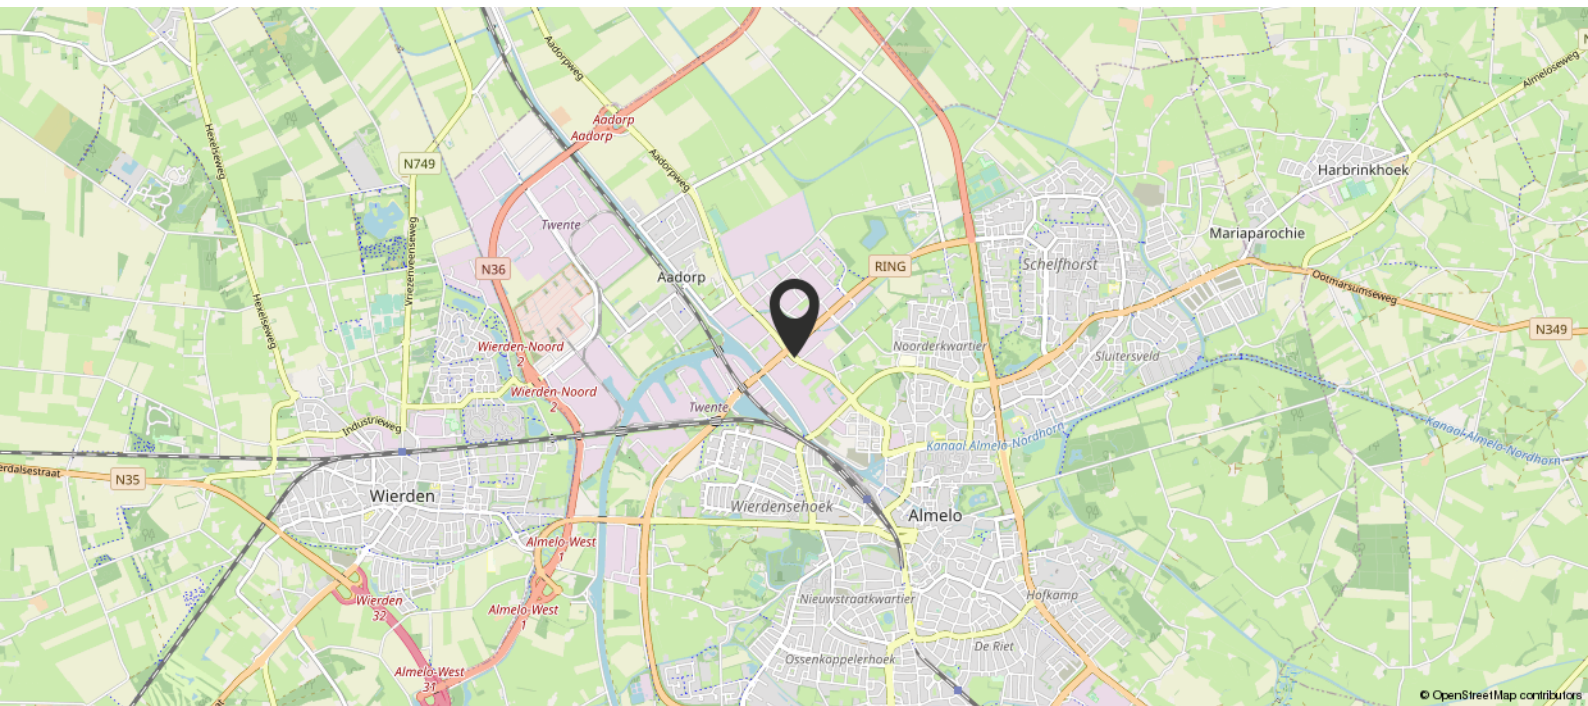 Aadorpweg
Almeloseweg
N
Aadorp
Aadorp
Hexelseweg
N749
Aadorpweg
Harbrinkhoek
Twente
Mariaparochie
Vriezenveenseweg
N36
Aadorp
RING
Schelfhorst
Ootmarsumseweg
Hexelseweg
N349
Wierden-Noord
2
Noorderkwartier
Sluitersveld
Wierden-Noord
2
Twente
Industrieweg
Kanaal Almelo-Nordhorn
Kanaal-Almelo-Nordhorn
erdalsestraat
N35
Wierden
Wierdensehoek
Almelo
Almelo-West
1
Wierden
32
Almelo-West
1
Nieuwstraatkwartier
Hofkamp
De Riet
Ossenkoppelerhoek
Almelo-West
31
© OpenStreetMap contributors